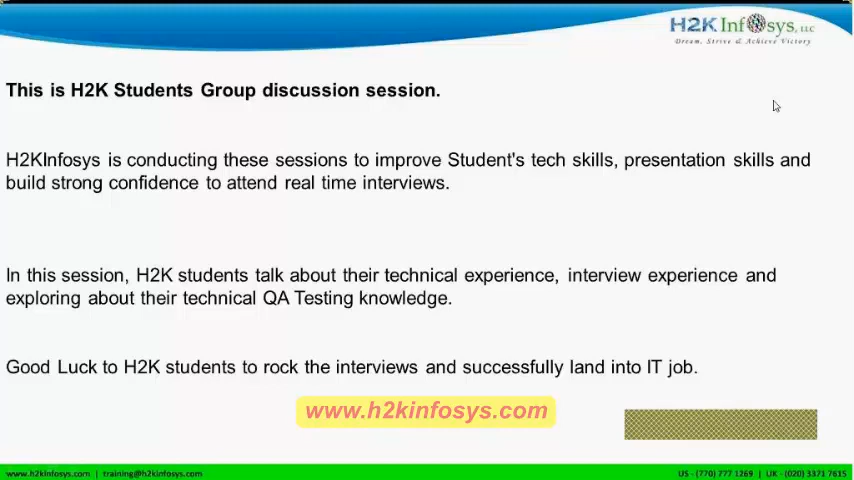 H2K Infosys, LLC
Dream, Strive & Achieve Victory
This is H2K Students Group discussion session.
H2KInfosys is conducting these sessions to improve Student's tech skills, presentation skills and
build strong confidence to attend real time interviews.
In this session, H2K students talk about their technical experience, interview experience and
exploring about their technical QA Testing knowledge.
Good Luck to H2K students to rock the interviews and successfully land into IT job.
www.h2kinfosys.com
www.h2kinfosys.com | training@h2kinfosys.com
US - (770) 777 1269 | UK - (020) 3371 7615